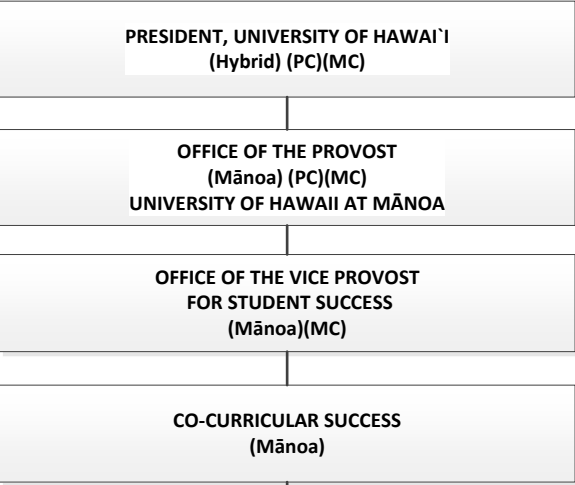 PRESIDENT, UNIVERSITY OF HAWAI`I
(Hybrid) (PC)(MC)
OFFICE OF THE PROVOST
(Mānoa) (PC)(MC)
UNIVERSITY OF HAWAII AT MĀNOA
OFFICE OF THE VICE PROVOST
FOR STUDENT SUCCESS
(Mānoa)(MC)
CO-CURRICULAR SUCCESS
(Mānoa)